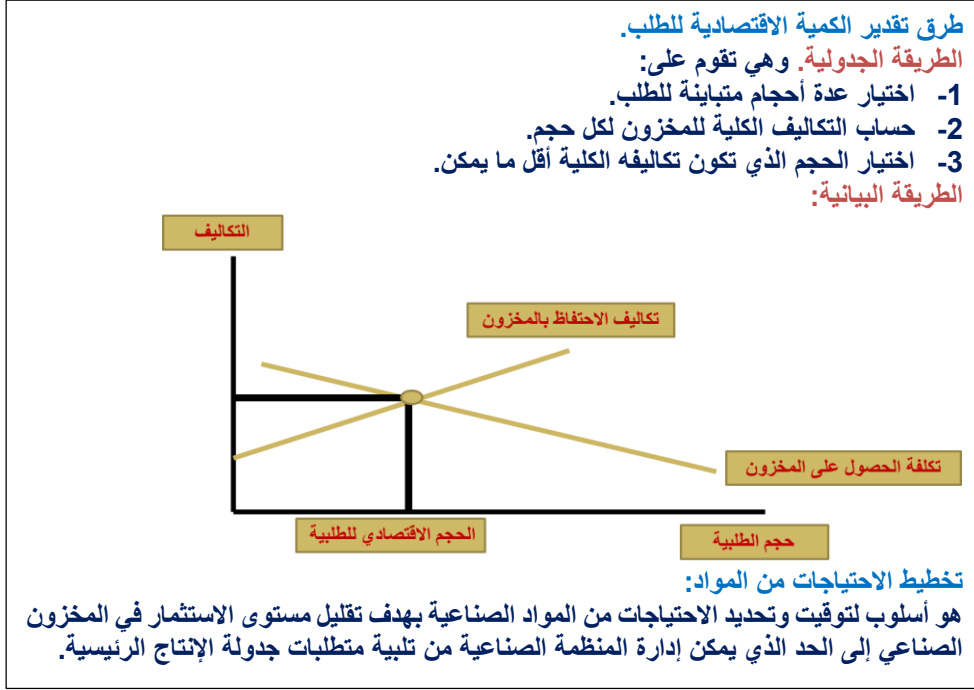 طرق تقدير الكمية الاقتصادية للطلب.
الطريقة الجدولية. وهي تقوم على:
1- اختيار عدة أحجام متباينة للطلب.
2- حساب التكاليف الكلية للمخزون لكل حجم.
3- اختيار الحجم الذي تكون تكاليفه الكلية أقل ما يمكن.
الطريقة البيانية:
التكاليف
تكاليف الاحتفاظ بالمخزون
تكلفة الحصول على المخزون
الحجم الاقتصادي للطلبية
حجم الطلبية
تخطيط الاحتياجات من المواد:
هو أسلوب لتوقيت وتحديد الاحتياجات من المواد الصناعية بهدف تقليل مستوى الاستثمار في المخزون
الصناعي إلى الحد الذي يمكن إدارة المنظمة الصناعية من تلبية متطلبات جدولة الإنتاج الرئيسية.